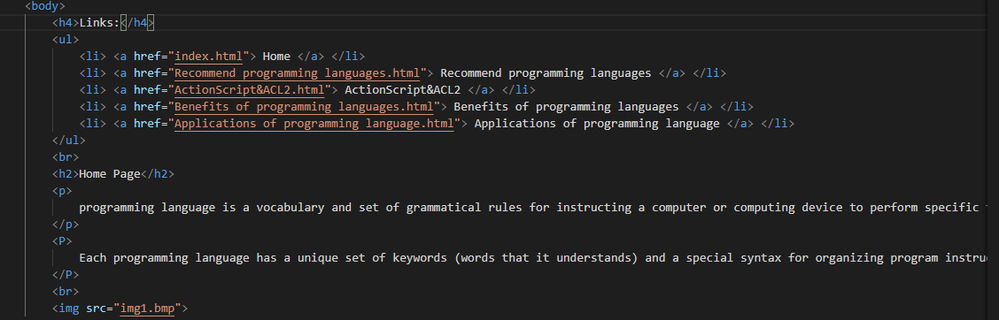 <body>
<h4>Links:</h4>
<ul>
<li> <a href="index.html"> Home </a> </li>
<li> <a href="Recommend programming languages.html"> Recommend programming languages </a> </li>
<li> <a href="ActionScript&ACL2.html"> ActionScript&ACL2 </a> </li>
<li> <a href="Benefits of programming languages.html"> Benefits of programming languages </a> </li>
<li> <a href="Applications of programming language.html"> Applications of programming language </a> </li>
</ul>
<br>
<h2>Home Page</h2>
<p>
programming language is a vocabulary and set of grammatical rules for instructing a computer or computing device to perform specific
</p>
<P>
Each programming language has a unique set of keywords (words that it understands) and a special syntax for organizing program
</P>
<br>
<img src="img1.bmp">